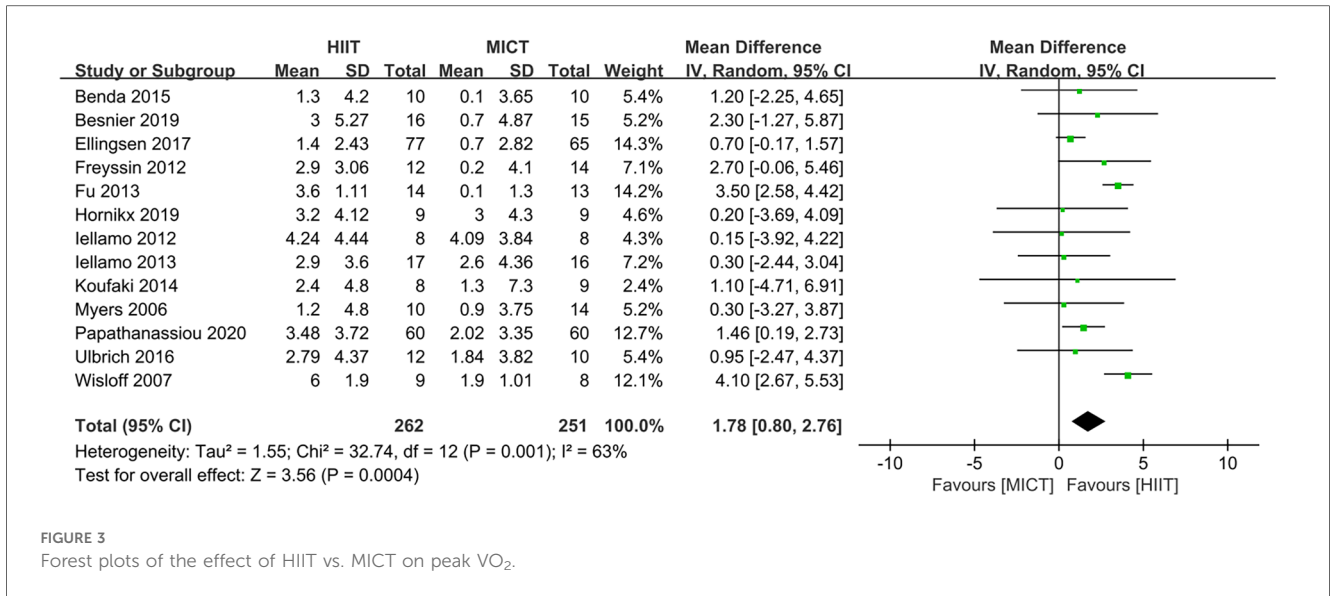 HIIT MICT Mean Difference Mean Difference
Study or Subgroup Mean SD Total Mean SD Total Weight IV, Random, 95% CI IV, Random, 95% CI
Benda 2015 1.3 4.2 10 0.1 3.65 10 5.4% 1.20 [-2.25, 4.65]
Besnier 2019 3 5.27 16 0.7 4.87 15 5.2% 2.30 [-1.27, 5.87]
Ellingsen 2017 1.4 2.43 77 0.7 2.82 65 14.3% 0.70 [-0.17, 1.57]
Freyssin 2012 2.9 3.06 12 0.2 4.1 14 7.1% 2.70 [-0.06, 5.46]
Fu 2013 3.6 1.11 14 0.1 1.3 13 14.2% 3.50 [2.58, 4.42]
Hornikx 2019 3.2 4.12 9 3 4.3 9 4.6% 0.20 [-3.69, 4.09]
Iellamo 2012 4.24 4.44 8 4.09 3.84 8 4.3% 0.15 [-3.92, 4.22]
Iellamo 2013 2.9 3.6 17 2.6 4.36 16 7.2% 0.30 [-2.44, 3.04]
Koufaki 2014 2.4 4.8 8 1.3 7.3 9 2.4% 1.10 [-4.71, 6.91]
Myers 2006 1.2 4.8 10 0.9 3.75 14 5.2% 0.30 [-3.27, 3.87]
Papathanassiou 2020 3.48 3.72 60 2.02 3.35 60 12.7% 1.46 [0.19, 2.73]
Ulbrich 2016 2.79 4.37 12 1.84 3.82 10 5.4% 0.95 [-2.47, 4.37]
Wisloff 2007 6 1.9 9 1.9 1.01 8 12.1% 4.10 [2.67, 5.53]
Total (95% CI) 262 251 100.0% 1.78 [0.80, 2.76]
Heterogeneity: Tau² = 1.55; Chi² = 32.74, df = 12 (P = 0.001); I² = 63%
Test for overall effect: Z = 3.56 (P = 0.0004)
-10 -5 0 5 10
Favours [MICT] Favours [HIIT]
FIGURE 3
Forest plots of the effect of HIIT vs. MICT on peak VO₂.